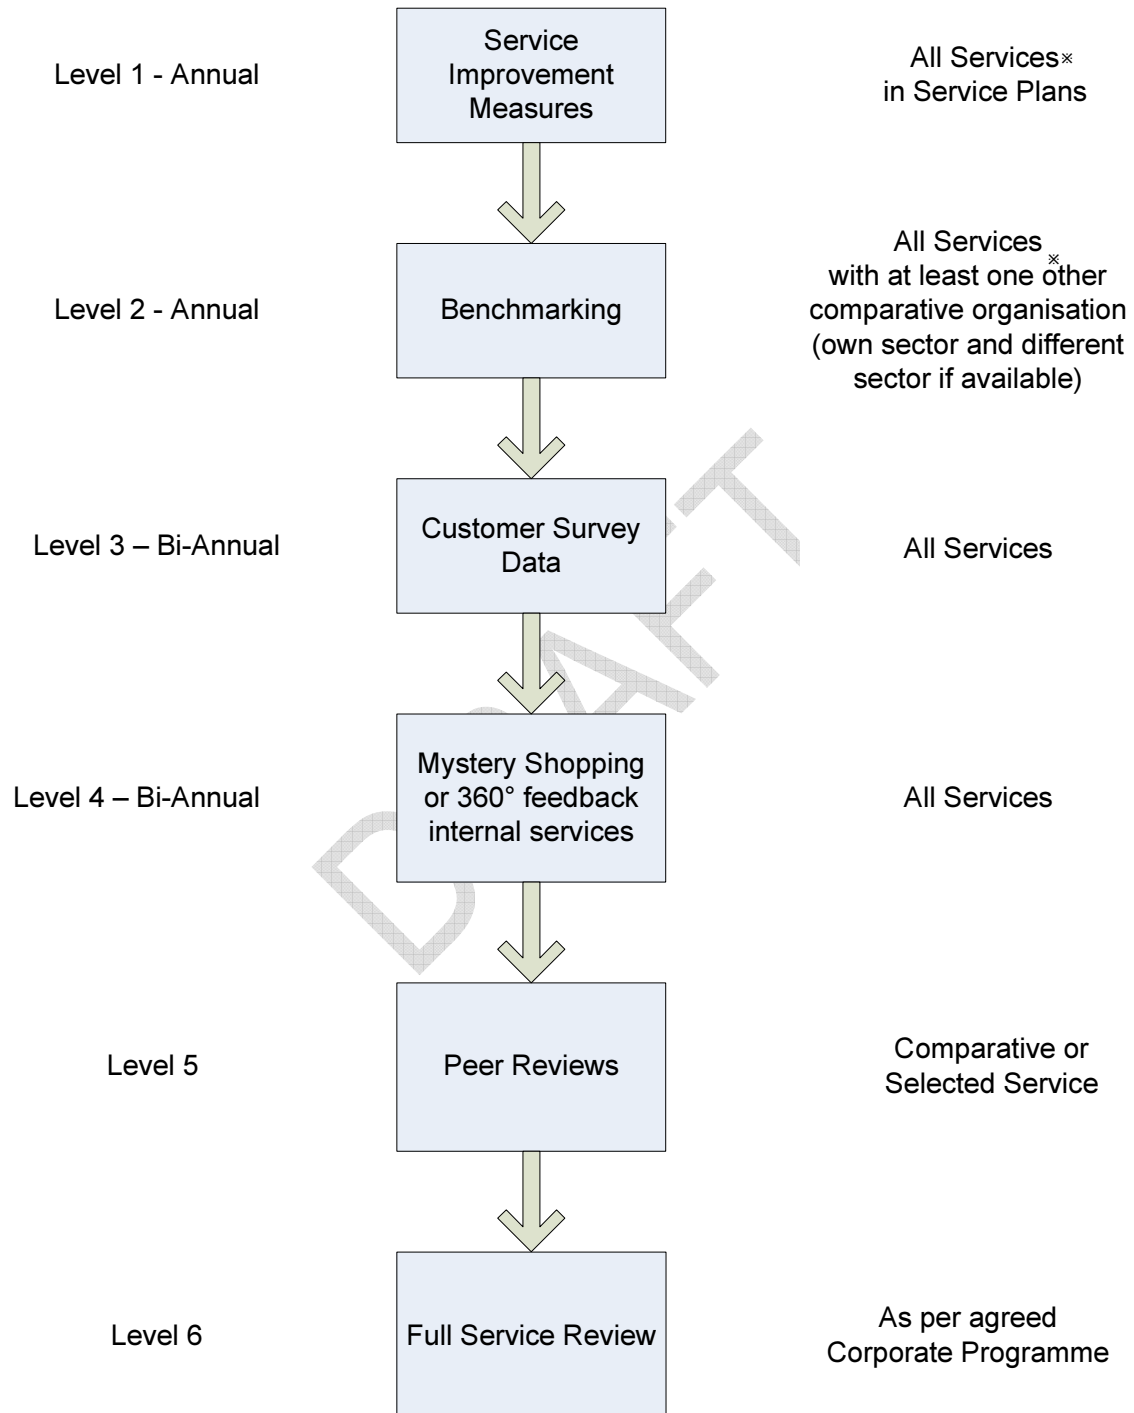 Level 1 - Annual
Service
Improvement
Measures
All Services※
in Service Plans
Level 2 - Annual
Benchmarking
All Services
※
with at least one other
comparative organisation
(own sector and different
sector if available)
Level 3 – Bi-Annual
Customer Survey
Data
All Services
Level 4 – Bi-Annual
Mystery Shopping
or 360° feedback
internal services
All Services
Level 5
Peer Reviews
Comparative or
Selected Service
Level 6
Full Service Review
As per agreed
Corporate Programme
DRAFT